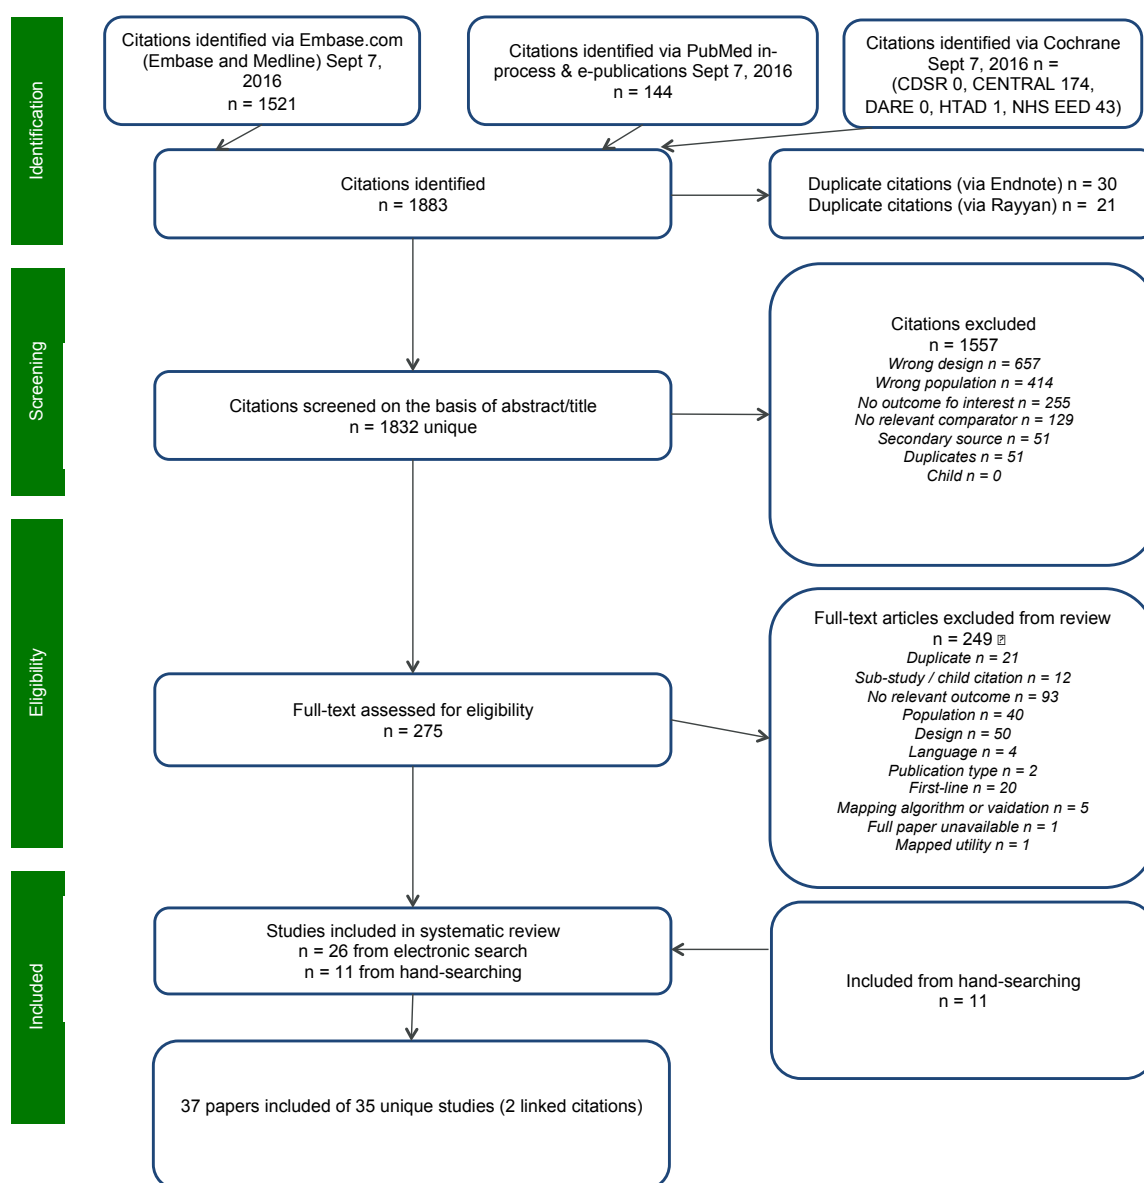 Identification
Citations identified via Embase.com
(Embase and Medline) Sept 7,
2016
n = 1521
Citations identified via PubMed in-
process & e-publications Sept 7, 2016
n = 144
Citations identified via Cochrane
Sept 7, 2016 n =
(CDSR 0, CENTRAL 174,
DARE 0, HTAD 1, NHS EED 43)
Citations identified
n = 1883
Duplicate citations (via Endnote) n = 30
Duplicate citations (via Rayyan) n = 21
Screening
Citations screened on the basis of abstract/title
n = 1832 unique
Citations excluded
n = 1557
Wrong design n = 657
Wrong population n = 414
No outcome fo interest n = 255
No relevant comparator n = 129
Secondary source n = 51
Duplicates n = 51
Child n = 0
Eligibility
Full-text assessed for eligibility
n = 275
Full-text articles excluded from review
n = 249
Duplicate n = 21
Sub-study / child citation n = 12
No relevant outcome n = 93
Population n = 40
Design n = 50
Language n = 4
Publication type n = 2
First-line n = 20
Mapping algorithm or vaidation n = 5
Full paper unavailable n = 1
Mapped utility n = 1
Included
Studies included in systematic review
n = 26 from electronic search
n = 11 from hand-searching
Included from hand-searching
n = 11
37 papers included of 35 unique studies (2 linked citations)